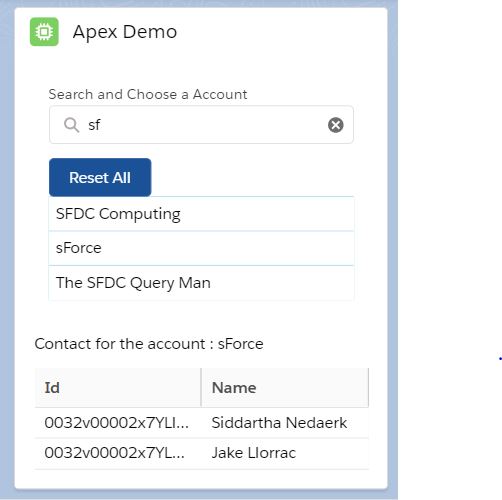 Apex Demo
Search and Choose a Account
sf
Reset All
SFDC Computing
sForce
The SFDC Query Man
Contact for the account : sForce
Id Name
0032v00002x7YLI... Siddartha Nedaerk
0032v00002x7YL... Jake Llorrac